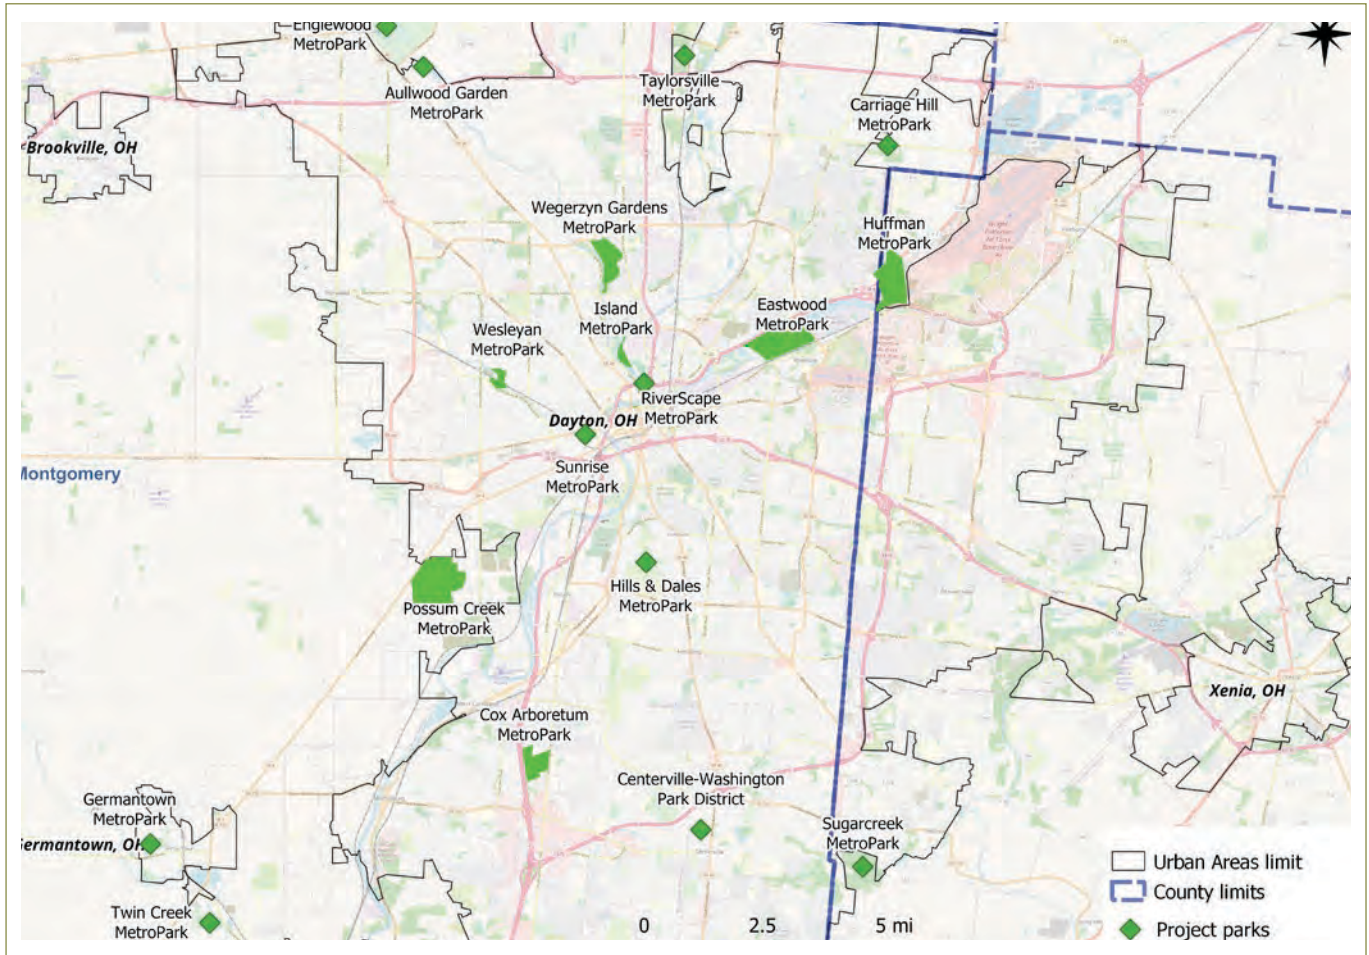 Englewood
MetroPark
Aullwood Garden
MetroPark
Taylorsville
MetroPark
Carriage Hill
MetroPark
Brookville, OH
Wegerzyn Gardens
MetroPark
Huffman
MetroPark
Island
MetroPark
Eastwood
MetroPark
Wesleyan
MetroPark
RiverScape
MetroPark
Dayton, OH
Sunrise
MetroPark
Montgomery
Hills & Dales
MetroPark
Possum Creek
MetroPark
Xenia, OH
Cox Arboretum
MetroPark
Centerville-Washington
Park District
Germantown
MetroPark
Germantown, OH
Sugarcreek
MetroPark
Twin Creek
MetroPark
0 2.5 5 mi
Urban Areas limit
County limits
Project parks